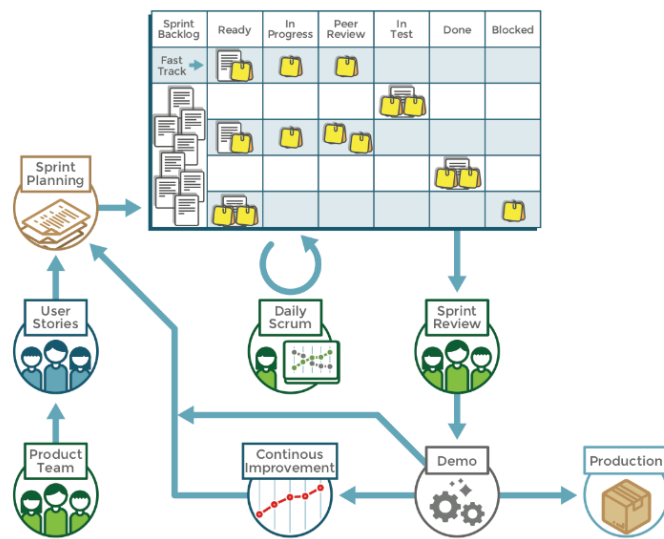 Sprint
Backlog
Ready
In
Progress
Peer
Review
In
Test
Done
Blocked
Fast
Track
Sprint
Planning
User
Stories
Daily
Scrum
Sprint
Review
Product
Team
Continous
Improvement
Demo
Production